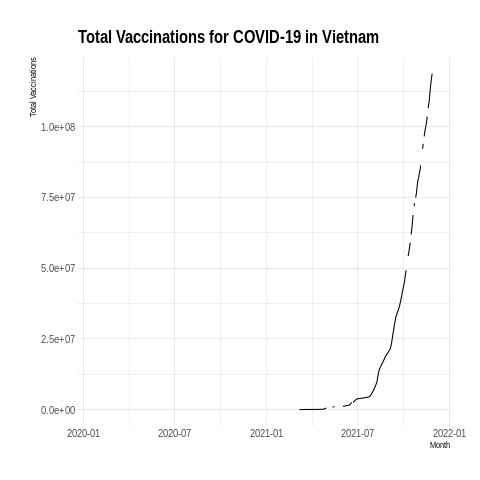 Total Vaccinations for COVID-19 in Vietnam
Total Vaccinations
1.0e+08
7.5e+07
5.0e+07
2.5e+07
0.0e+00
2020-01 2020-07 2021-01 2021-07 2022-01
Month